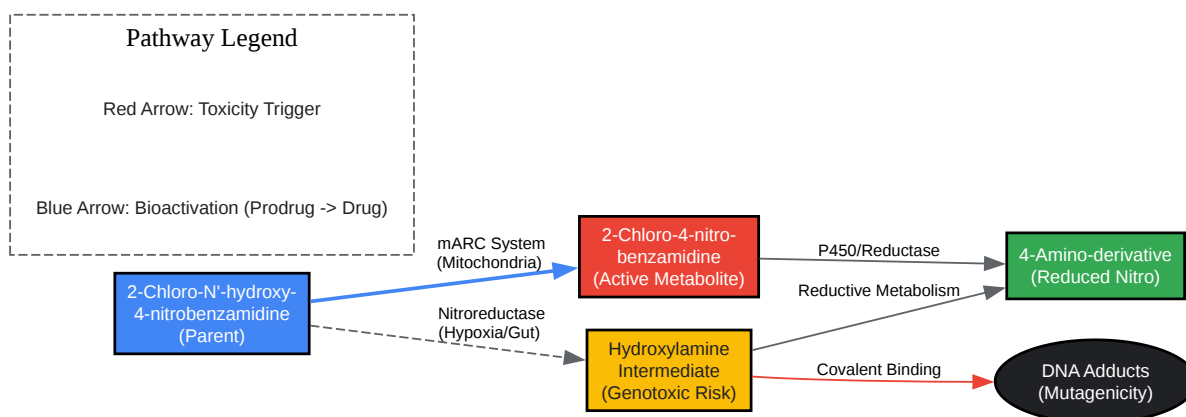 Pathway Legend
Red Arrow: Toxicity Trigger
Blue Arrow: Bioactivation (Prodrug -> Drug)
2-Chloro-N'-hydroxy-
4-nitrobenzamidine
(Parent)
mARC System
(Mitochondria)
Nitroreductase
(Hypoxia/Gut)
2-Chloro-4-nitro-
benzamidine
(Active Metabolite)
Hydroxylamine
Intermediate
(Genotoxic Risk)
P450/Reductase
Reductive Metabolism
Covalent Binding
4-Amino-derivative
(Reduced Nitro)
DNA Adducts
(Mutagenicity)